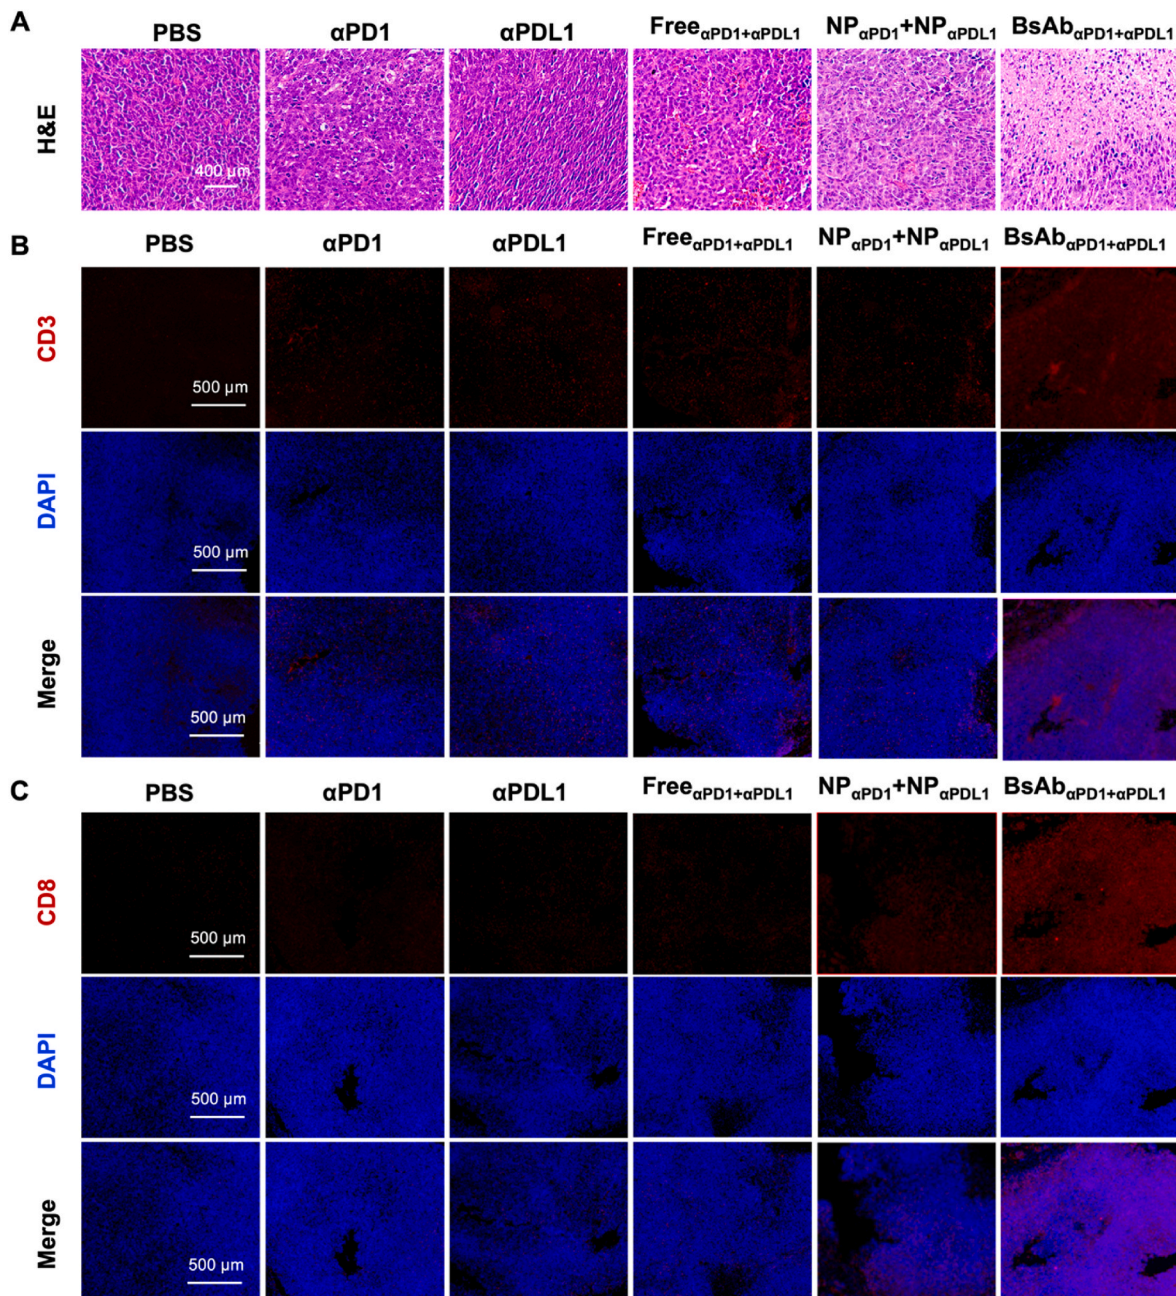 A
PBS αPD1 αPDL1 FreeαPD1+αPDL1 NPαPD1+NPαPDL1 BsAbαPD1+αPDL1
H&E
400 μm
B
PBS αPD1 αPDL1 FreeαPD1+αPDL1 NPαPD1+NPαPDL1 BsAbαPD1+αPDL1
CD3
500 μm
DAPI
500 μm
Merge
500 μm
C
PBS αPD1 αPDL1 FreeαPD1+αPDL1 NPαPD1+NPαPDL1 BsAbαPD1+αPDL1
CD8
500 μm
DAPI
500 μm
Merge
500 μm